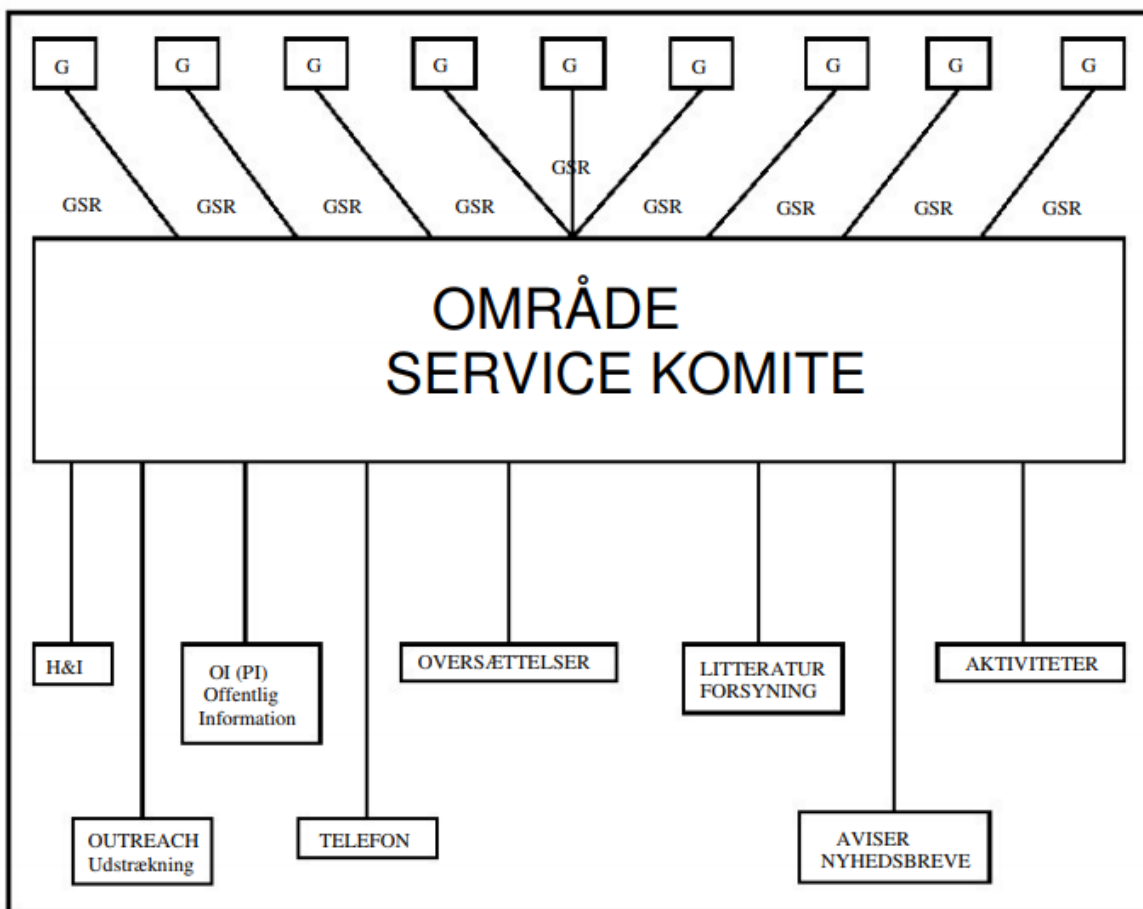 G
G
G
G
G
G
G
G
G
GSR
GSR
GSR
GSR
GSR
GSR
GSR
GSR
GSR
OMRÅDE
SERVICE KOMITE
H&I
OI (PI)
Offentlig
Information
OVERSÆTTELSER
LITTERATUR
FORSYNING
AKTIVITETER
OUTREACH
Udstrækning
TELEFON
AVISER
NYHEDSBREVE